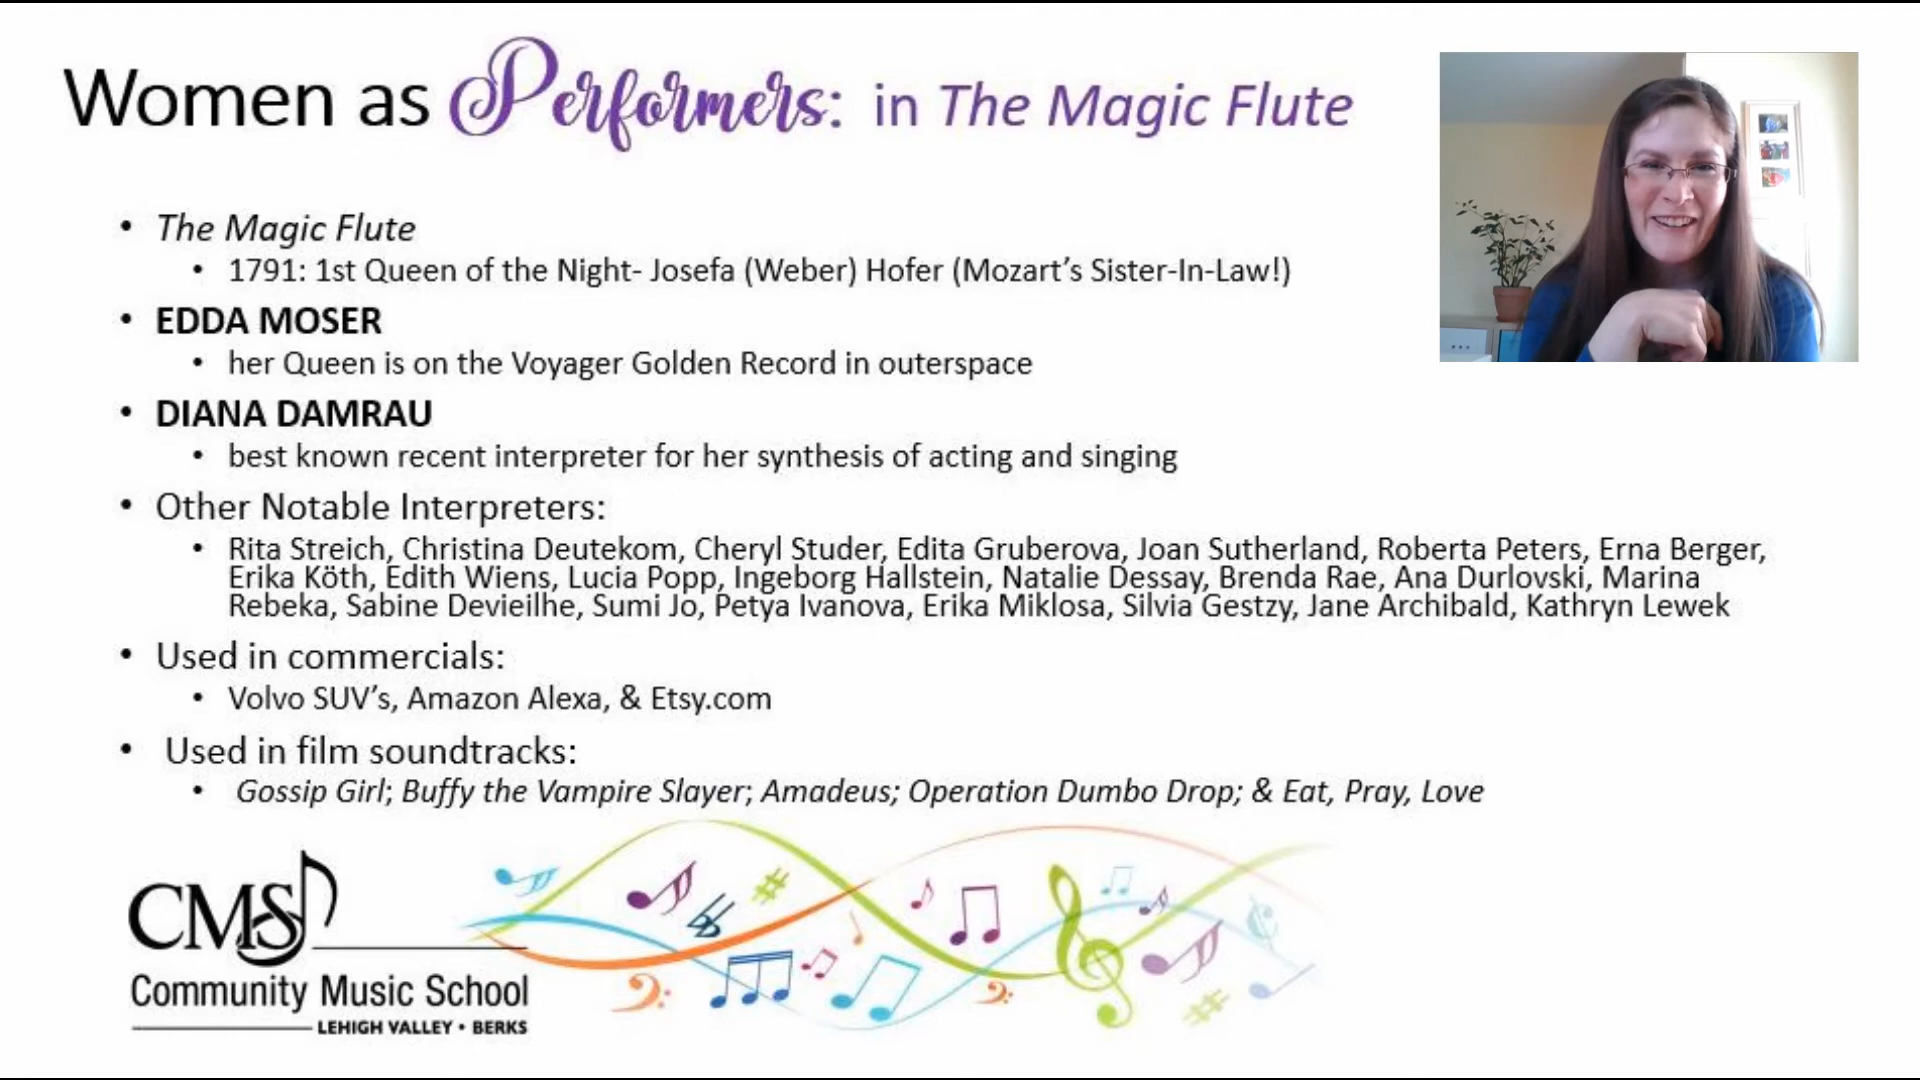 Women as Performers: in The Magic Flute
• The Magic Flute
• 1791: 1st Queen of the Night- Josefa (Weber) Hofer (Mozart’s Sister-In-Law!)
• EDDA MOSER
• her Queen is on the Voyager Golden Record in outerspace
• DIANA DAMRAU
• best known recent interpreter for her synthesis of acting and singing
• Other Notable Interpreters:
• Rita Streich, Christina Deutekom, Cheryl Studer, Edita Gruberova, Joan Sutherland, Roberta Peters, Erna Berger,
Erika Köth, Edith Wiens, Lucia Popp, Ingeborg Hallstein, Natalie Dessay, Brenda Rae, Ana Durlovski, Marina
Rebeka, Sabine Devieilhe, Sumi Jo, Petya Ivanova, Erika Miklosa, Silvia Gestzy, Jane Archibald, Kathryn Lewek
• Used in commercials:
• Volvo SUV’s, Amazon Alexa, & Etsy.com
• Used in film soundtracks:
• Gossip Girl; Buffy the Vampire Slayer; Amadeus; Operation Dumbo Drop; & Eat, Pray, Love
CMS
Community Music School
LEHIGH VALLEY • BERKS